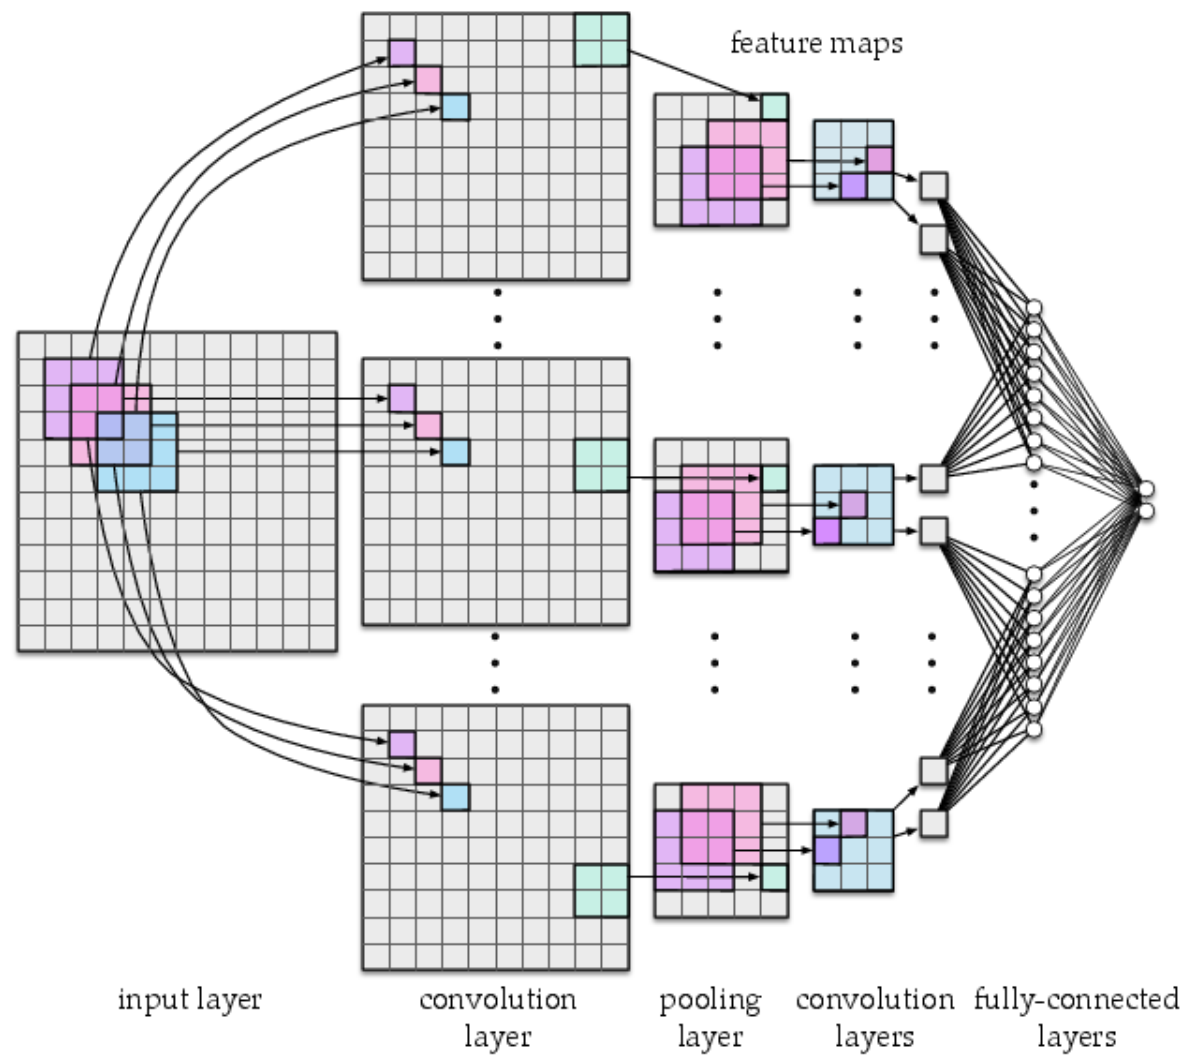 feature maps
input layer
convolution
layer
pooling
layer
convolution
layers
fully-connected
layers